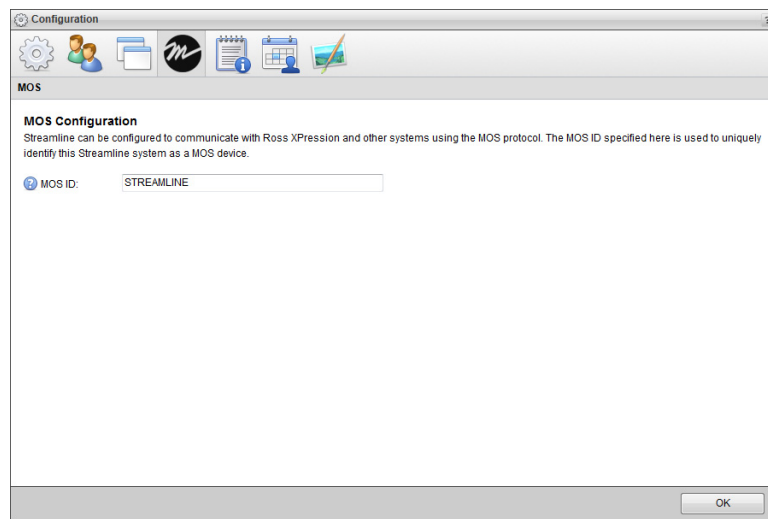 Configuration
MOS
MOS Configuration
Streamline can be configured to communicate with Ross XPression and other systems using the MOS protocol. The MOS ID specified here is used to uniquely
identify this Streamline system as a MOS device.
? MOS ID: STREAMLINE
OK